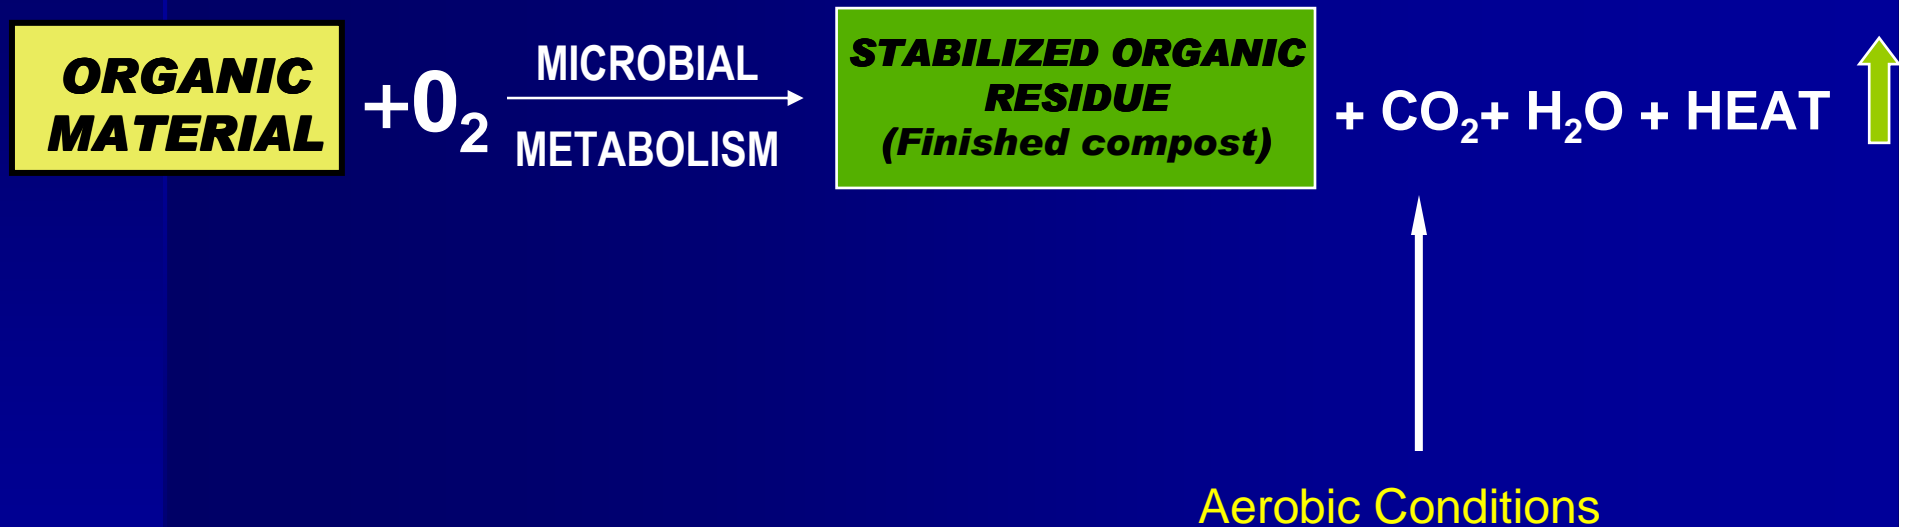 ORGANIC
MATERIAL
+0₂
MICROBIAL
METABOLISM
STABILIZED ORGANIC
RESIDUE
(Finished compost)
+ CO₂+ H₂O + HEAT
Aerobic Conditions